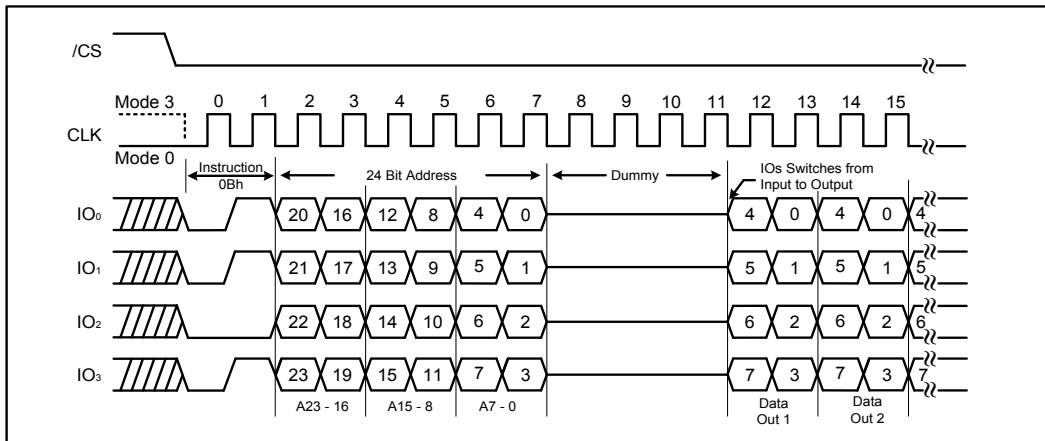 /CS
Mode 3 0 1 2 3 4 5 6 7 8 9 10 11 12 13 14 15
CLK
Mode 0
Instruction 0Bh 24 Bit Address Dummy IOs Switches from Input to Output
IO₀ 20 16 12 8 4 0 4 0 4 0 4
IO₁ 21 17 13 9 5 1 5 1 5 1 5
IO₂ 22 18 14 10 6 2 6 2 6 2 6
IO₃ 23 19 15 11 7 3 7 3 7 3 7
A23 - 16 A15 - 8 A7 - 0 Data Out 1 Data Out 2